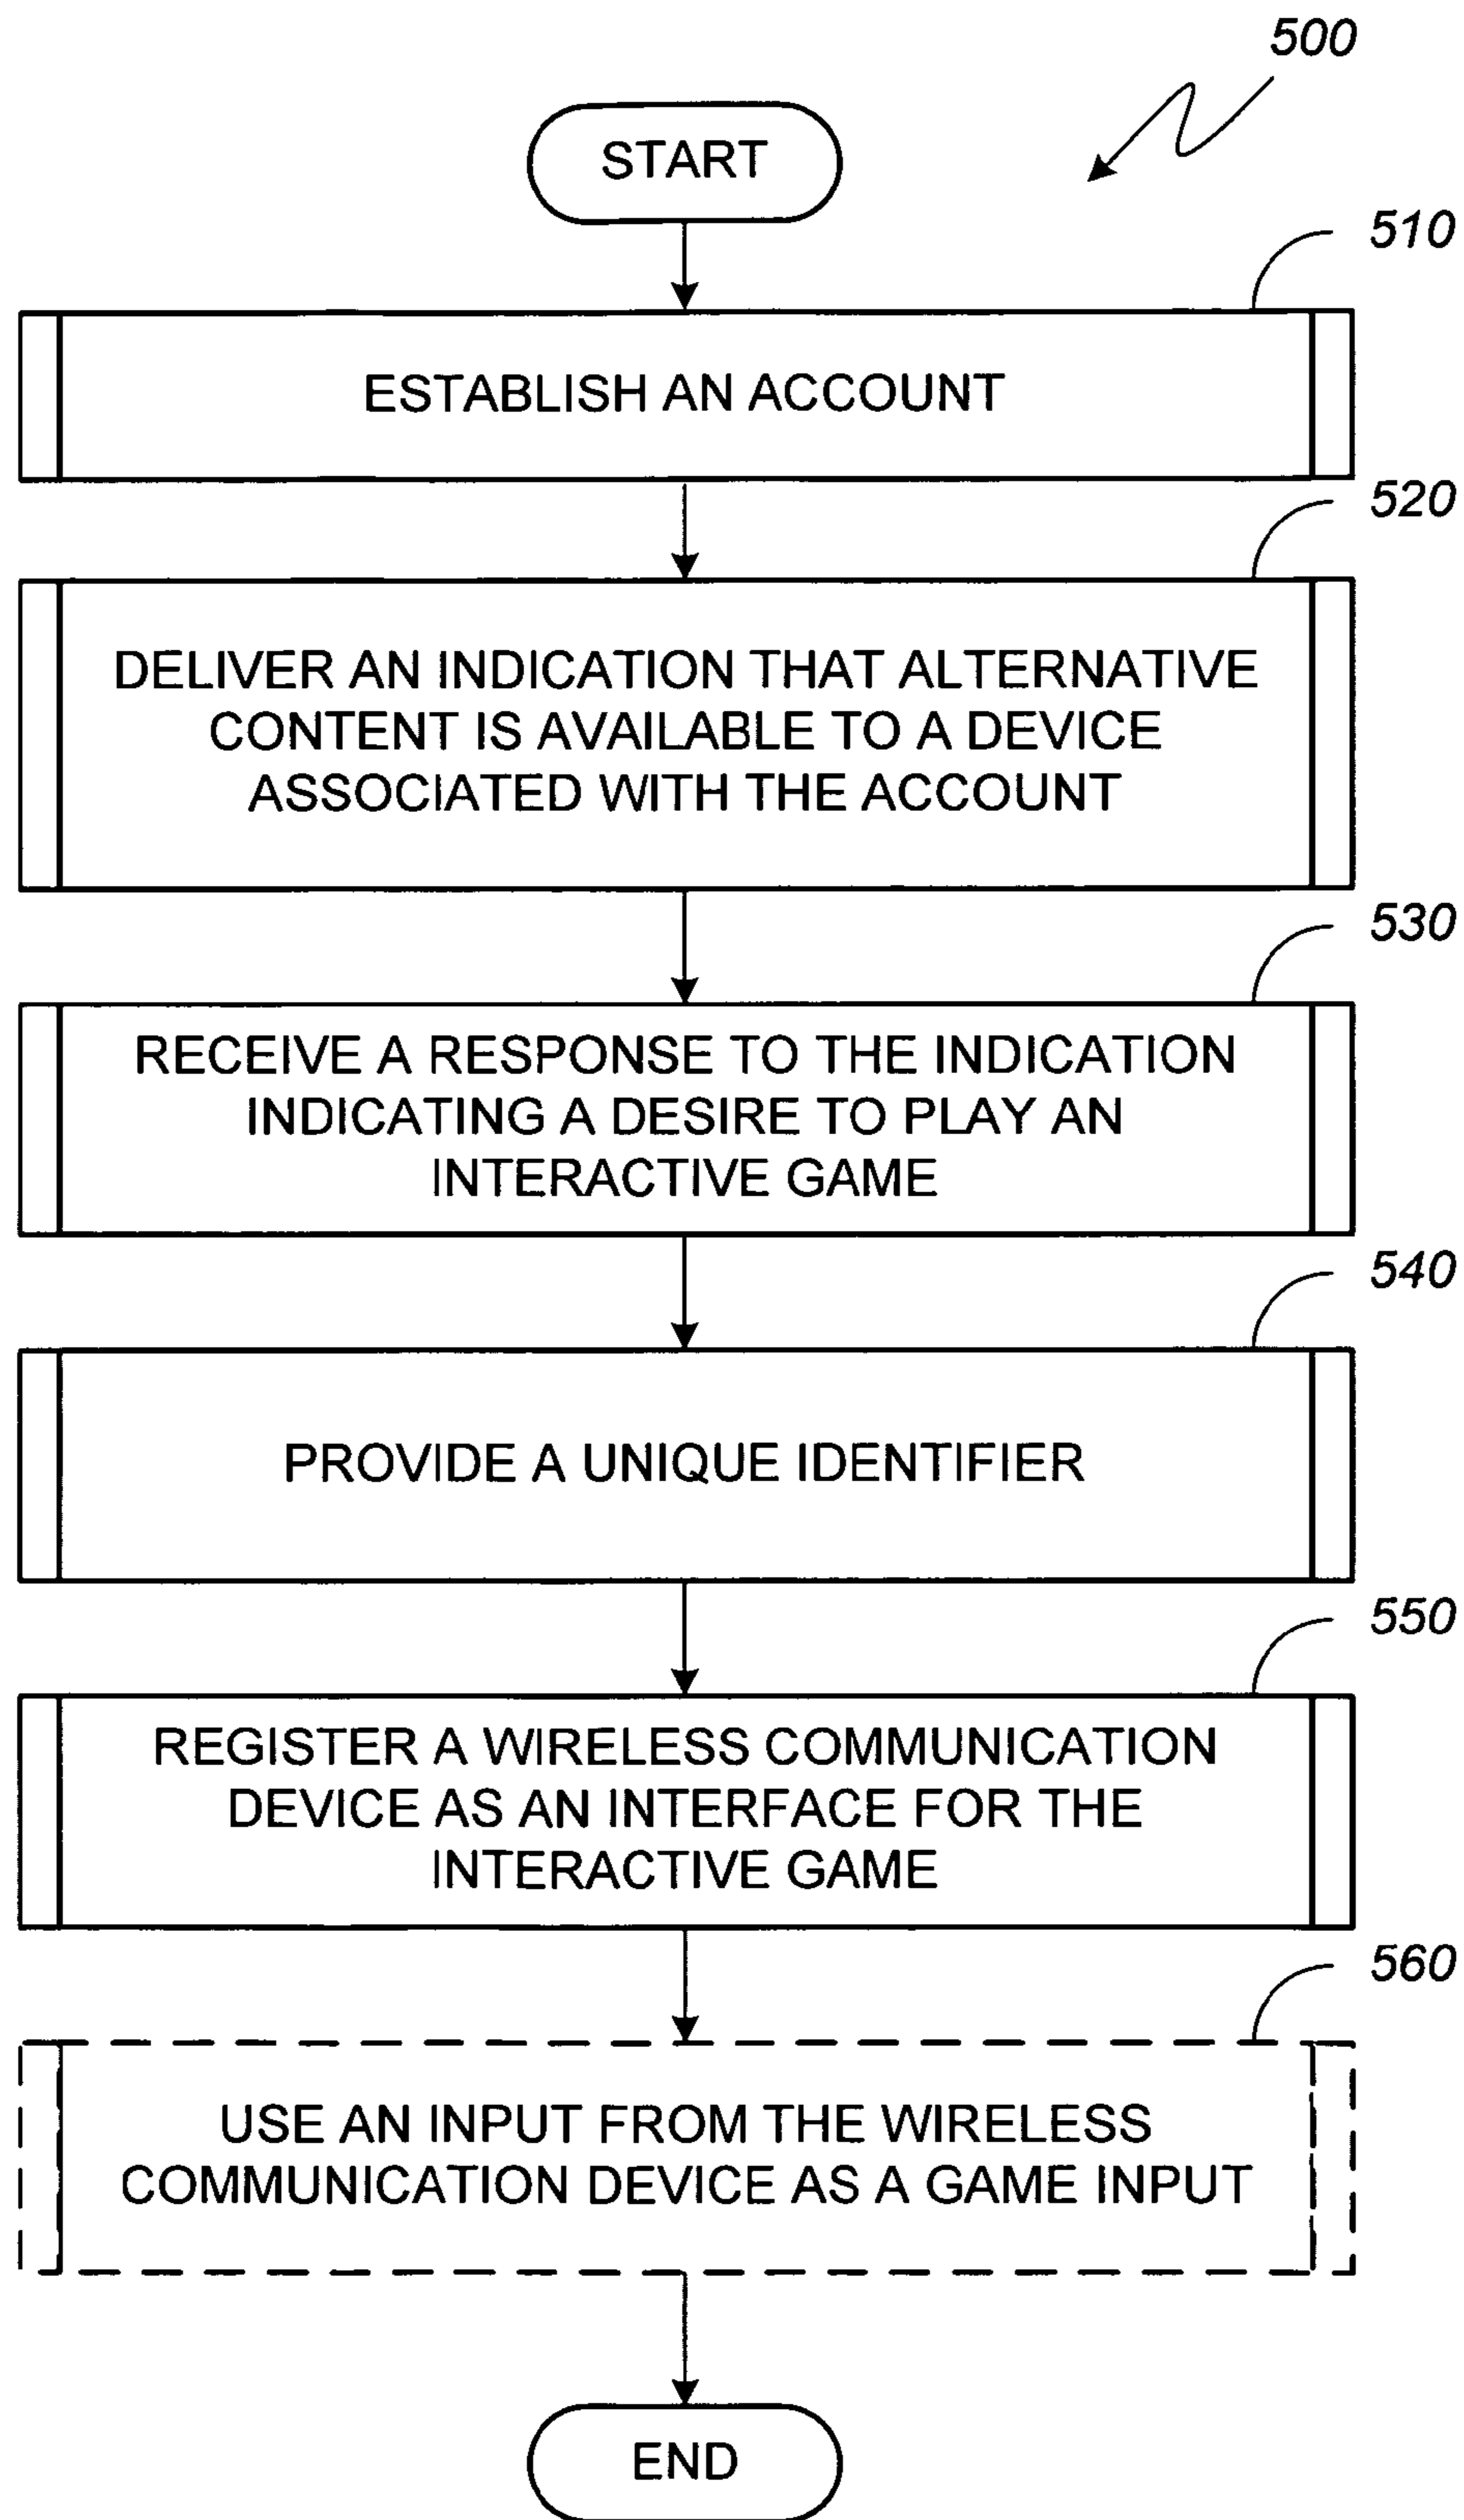 500
START
510
ESTABLISH AN ACCOUNT
520
DELIVER AN INDICATION THAT ALTERNATIVE
CONTENT IS AVAILABLE TO A DEVICE
ASSOCIATED WITH THE ACCOUNT
530
RECEIVE A RESPONSE TO THE INDICATION
INDICATING A DESIRE TO PLAY AN
INTERACTIVE GAME
540
PROVIDE A UNIQUE IDENTIFIER
550
REGISTER A WIRELESS COMMUNICATION
DEVICE AS AN INTERFACE FOR THE
INTERACTIVE GAME
560
USE AN INPUT FROM THE WIRELESS
COMMUNICATION DEVICE AS A GAME INPUT
END